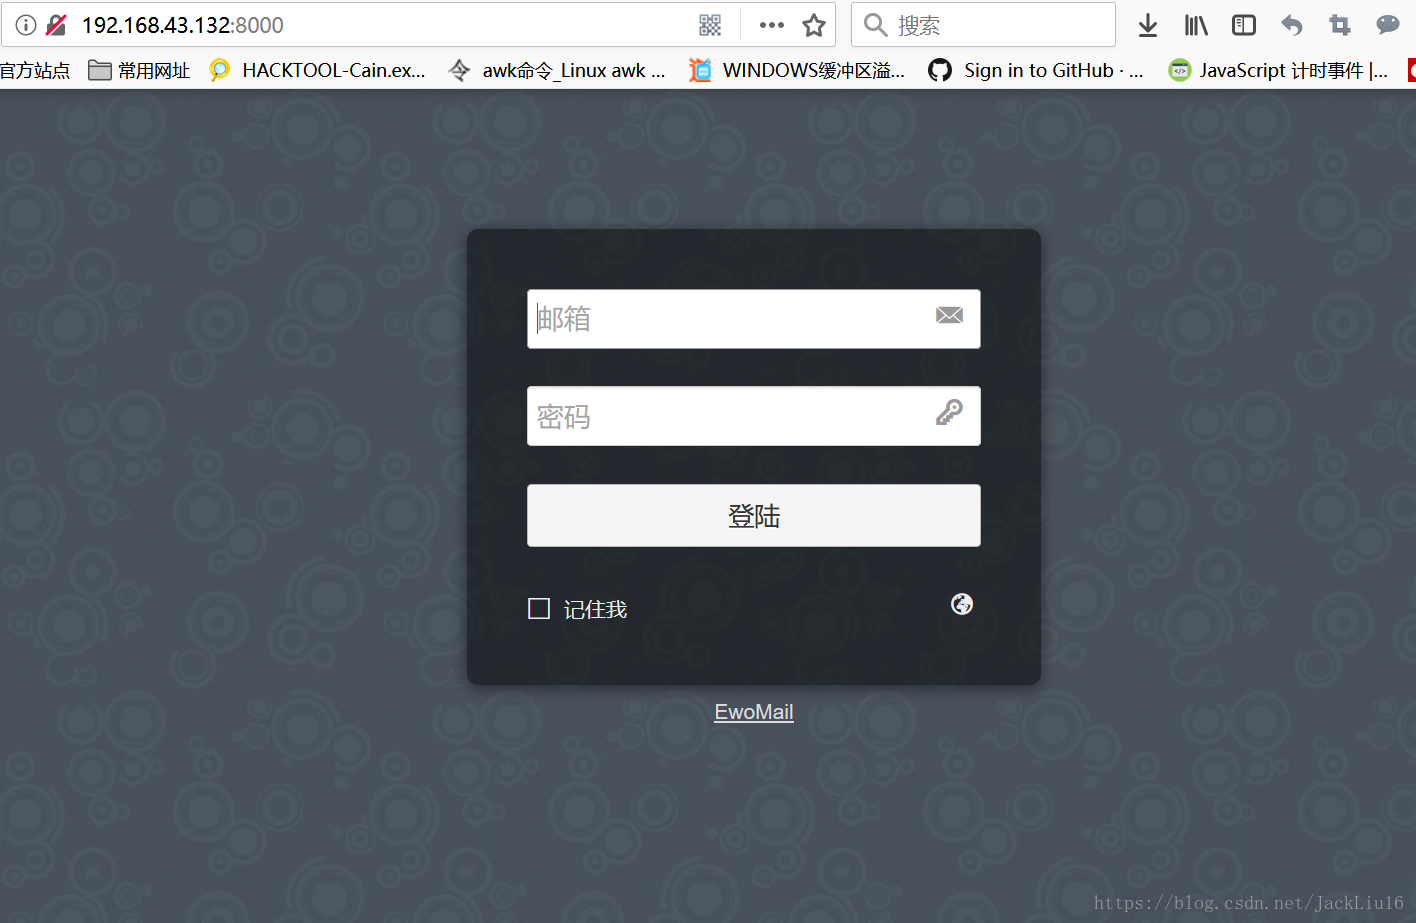 192.168.43.132:8000
搜索
官方站点 常用网址 HACKTOOL-Cain.ex... awk命令_Linux awk ... WINDOWS缓冲区溢... Sign in to GitHub · ... JavaScript 计时事件 |...
邮箱
密码
登陆
记住我
EwoMail
https://blog.csdn.net/JackLiu16